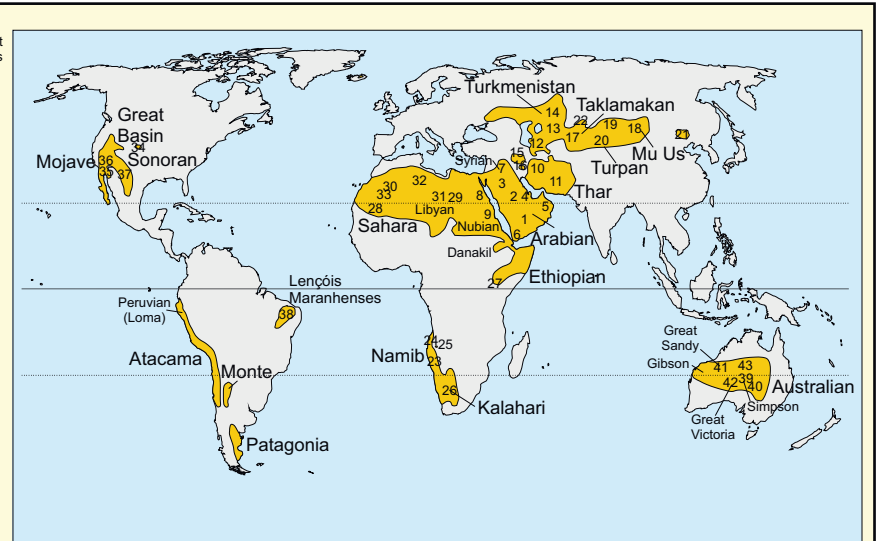 t
s
Great
Basin
34
Mojave
36
35
37
Sonoran
Turkmenistan
14
Taklamakan
22
19
18
13
17
20
21
12
Mu Us
Turpan
15
16
Syrian
7
10
11
Thar
3
30
33
32
31
29
8
2
4
5
28
Libyan
Sahara
Nubian
9
1
6
Arabian
Danakil
27
Ethiopian
Peruvian
(Loma)
Lençóis
Maranhenses
38
Atacama
Monte
Patagonia
24
25
Namib
23
26
Kalahari
Great
Sandy
Gibson
41
43
39
42
40
Australian
Simpson
Great
Victoria